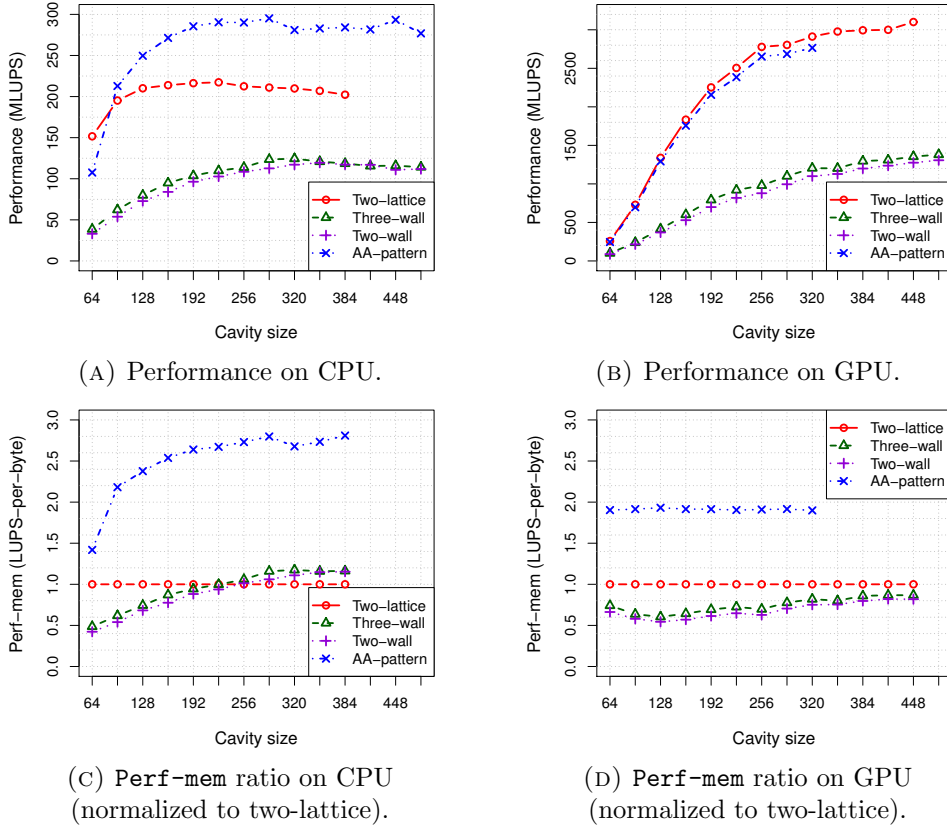 Performance (MLUPS)
0 50 100 150 200 250 300
64 128 192 256 320 384 448
Cavity size
Two−lattice
Three−wall
Two−wall
AA−pattern
(A) Performance on CPU.
Performance (MLUPS)
0 500 1500 2500
64 128 192 256 320 384 448
Cavity size
Two−lattice
Three−wall
Two−wall
AA−pattern
(B) Performance on GPU.
Perf−mem (LUPS−per−byte)
0.0 0.5 1.0 1.5 2.0 2.5 3.0
64 128 192 256 320 384 448
Cavity size
Two−lattice
Three−wall
Two−wall
AA−pattern
(C) Perf-mem ratio on CPU
(normalized to two-lattice).
Perf−mem (LUPS−per−byte)
0.0 0.5 1.0 1.5 2.0 2.5 3.0
64 128 192 256 320 384 448
Cavity size
Two−lattice
Three−wall
Two−wall
AA−pattern
(D) Perf-mem ratio on GPU
(normalized to two-lattice).